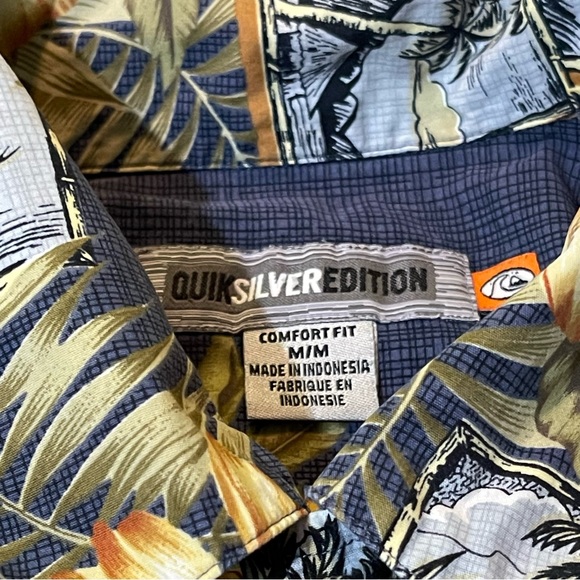 QUIKSILVEREDITION
COMFORT FIT
M/M
MADE IN INDONESIA
FABRIQUE EN
INDONESIE